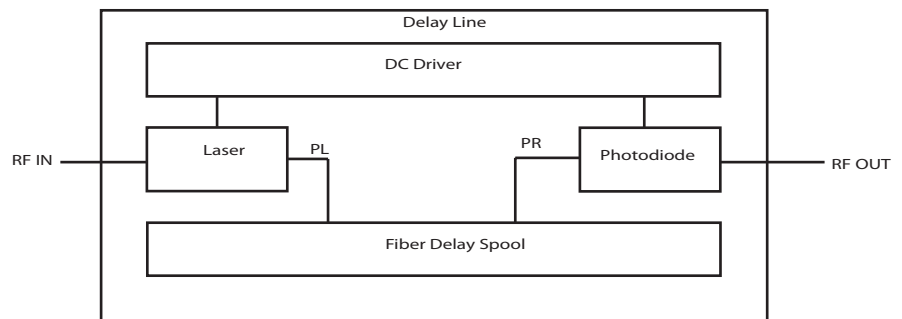 Delay Line
DC Driver
Laser
PL
PR
Photodiode
RF IN
RF OUT
Fiber Delay Spool